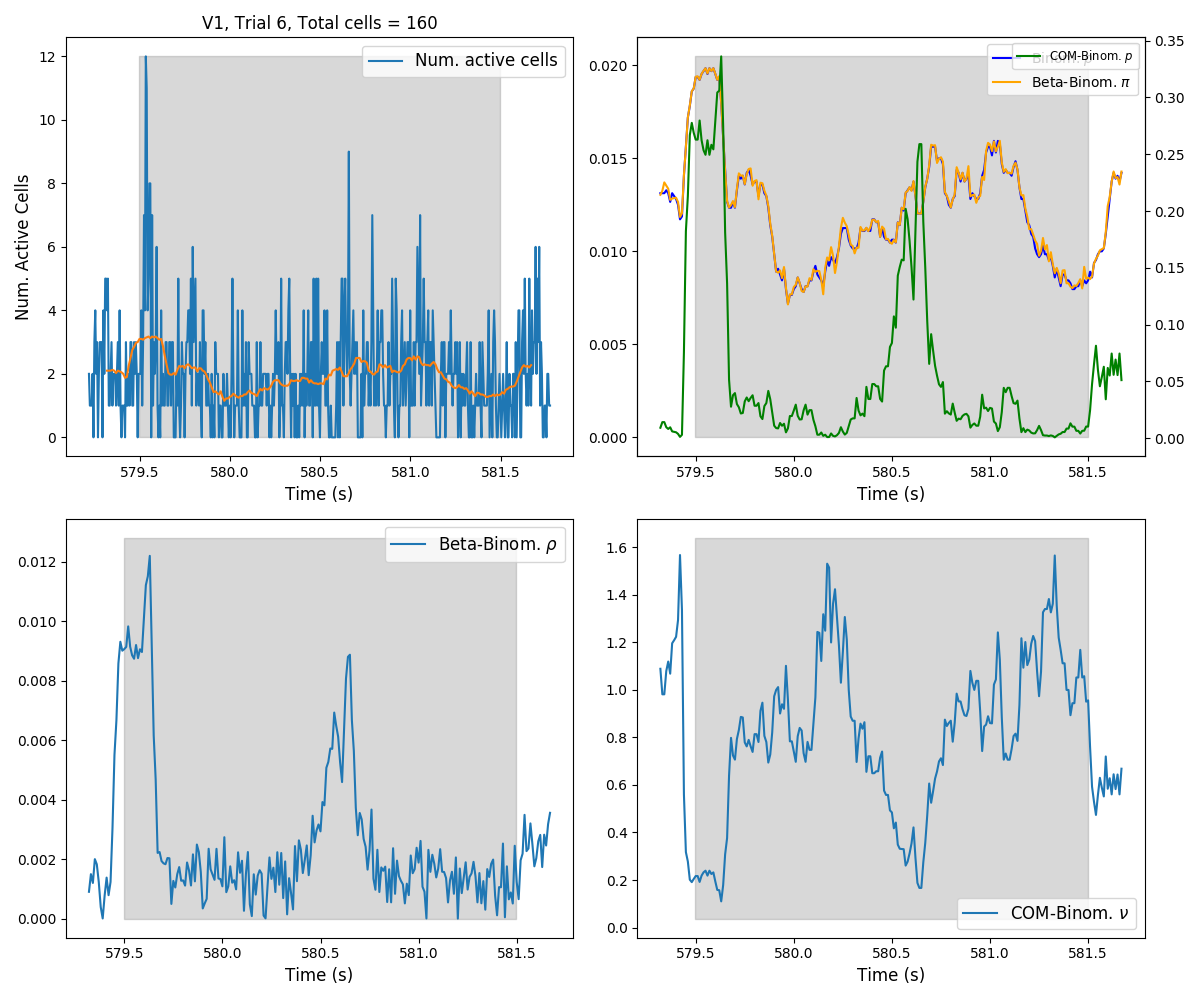 V1, Trial 6, Total cells = 160
Num. active cells
Num. Active Cells
12
10
8
6
4
2
0
579.5 580.0 580.5 581.0 581.5
Time (s)
COM-Binom. p
Beta-Binom. π
0.020
0.015
0.010
0.005
0.000
0.35
0.30
0.25
0.20
0.15
0.10
0.05
0.00
579.5 580.0 580.5 581.0 581.5
Time (s)
Beta-Binom. ρ
0.012
0.010
0.008
0.006
0.004
0.002
0.000
579.5 580.0 580.5 581.0 581.5
Time (s)
1.6
1.4
1.2
1.0
0.8
0.6
0.4
0.2
0.0
COM-Binom. ν
579.5 580.0 580.5 581.0 581.5
Time (s)